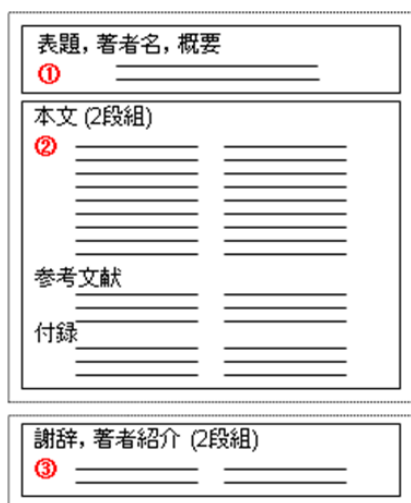 表題, 著者名, 概要
①
本文 (2段組)
②
参考文献
付録
謝辞, 著者紹介 (2段組)
③